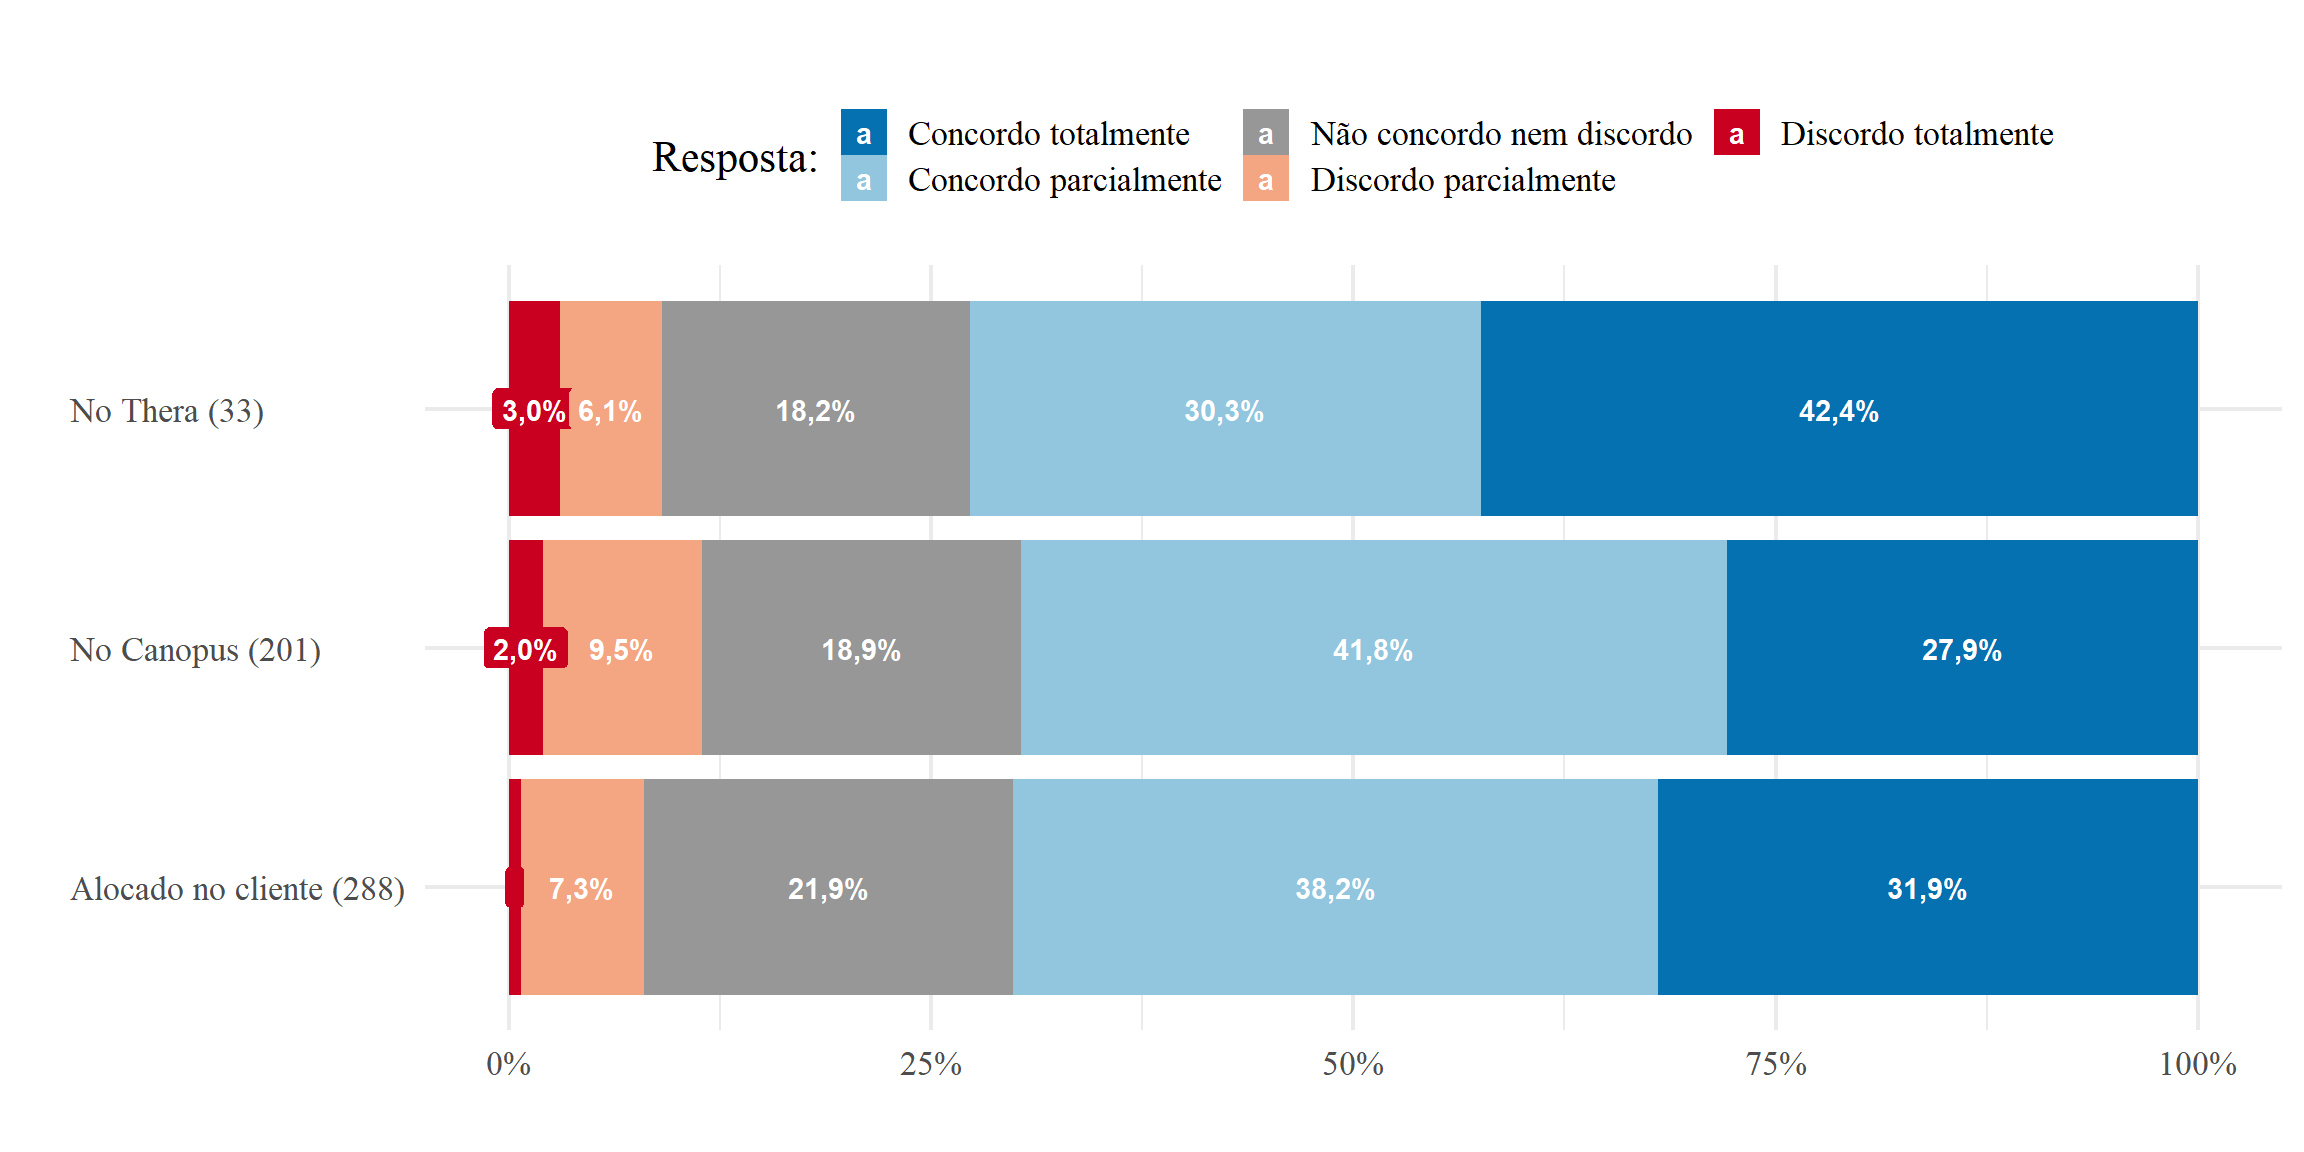 Resposta:
a Concordo totalmente
a Concordo parcialmente
a Não concordo nem discordo
a Discordo parcialmente
a Discordo totalmente
No Thera (33)
3,0% 6,1% 18,2% 30,3% 42,4%
No Canopus (201)
2,0% 9,5% 18,9% 41,8% 27,9%
Alocado no cliente (288)
7,3% 21,9% 38,2% 31,9%
0% 25% 50% 75% 100%